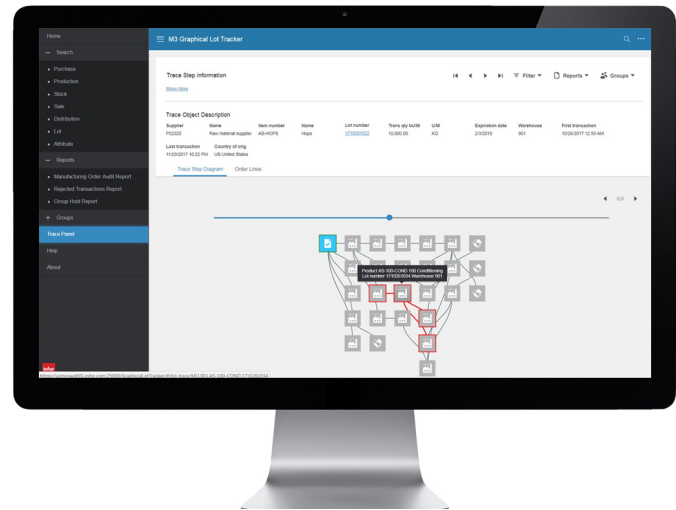 Home
M3 Graphical Lot Tracker
Search
Purchase
Production
Stock
Sale
Distribution
Lot
Attribute
Reports
Manufacturing Order Audit Report
Rejected Transactions Report
Group Hold Report
Groups
Trace Panel
Help
About
infor
Trace Step Information
Filter
Reports
Groups
Show More
Trace Object Description
Supplier Name Item number Name Lot number Trans qty bUM U/M Expiration date Warehouse First transaction
Raw material supplier AS-HOPS Hops 1710261022 10,000.00 KG 2/3/2019 901 10/26/2017 12:59 AM
Last transaction Country of orig.
11/20/2017 10:22 PM US United States
Trace Step Diagram Order Lines
Product AS-100-COND 100 Conditioning
Lot number 1710261034 Warehouse 901